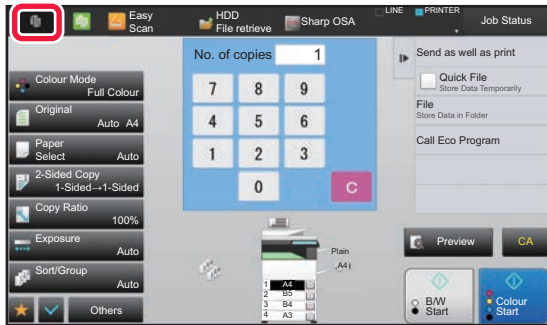 Easy
Scan
HDD
File retrieve
Sharp OSA
LINE
PRINTER
Job Status
No. of copies
1
Send as well as print
Quick File
Store Data Temporarily
File
Store Data in Folder
Call Eco Program
Colour Mode
Full Colour
Original
Auto A4
Paper
Select
Auto
2-Sided Copy
1-Sided→1-Sided
Copy Ratio
100%
Exposure
Auto
Sort/Group
Auto
Others
7 8 9
4 5 6
1 2 3
0 C
Plain
A4
1 A4
2 B5
3 B4
4 A3
Preview
CA
B/W
Start
Colour
Start